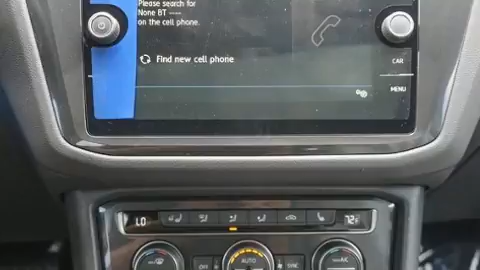 Please search for
None BT ----
on the cell phone.
Find new cell phone
CAR
MENU
LO
72°F
OFF
AUTO
SYNC
AK